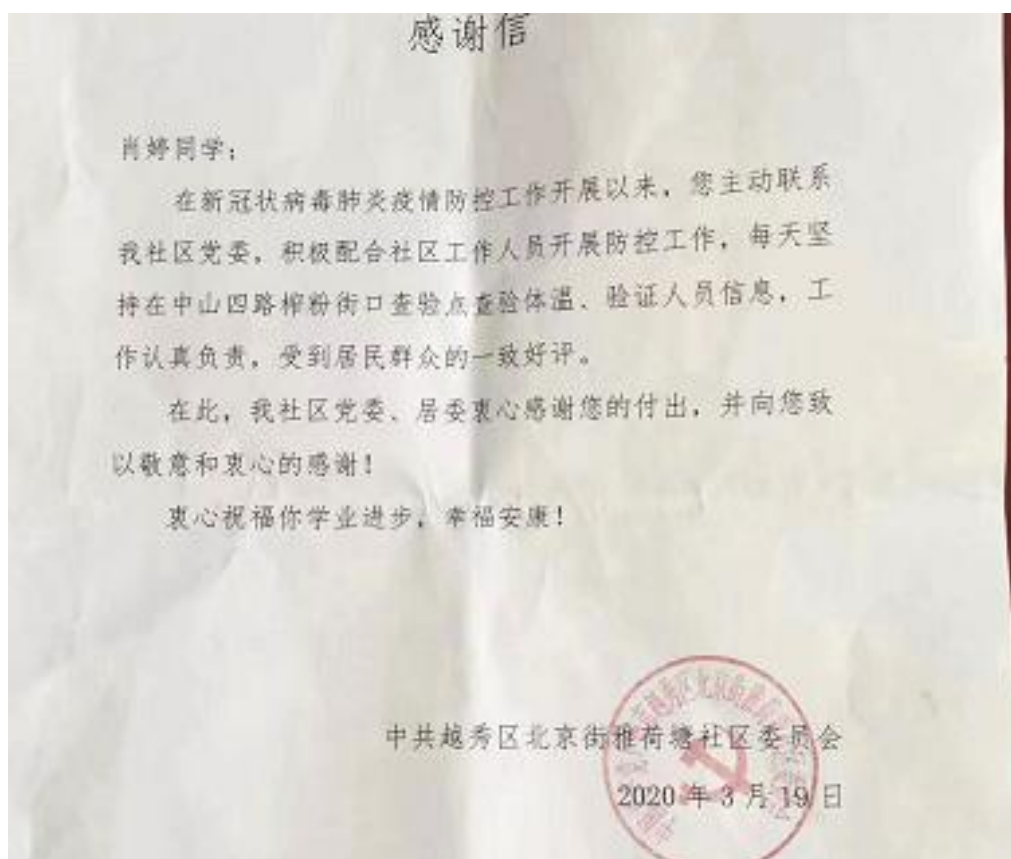 感谢信
肖婷同学：
在新冠状病毒肺炎疫情防控工作开展以来，您主动联系
我社区党委，积极配合社区工作人员开展防控工作，每天坚
持在中山四路榨粉街口查验点查验体温、验证人员信息，工
作认真负责，受到居民群众的一致好评。
在此，我社区党委、居委衷心感谢您的付出，并向您致
以敬意和衷心的感谢！
衷心祝福你学业进步，幸福安康！
中共越秀区北京街雅荷塘社区委员会
2020年3月19日